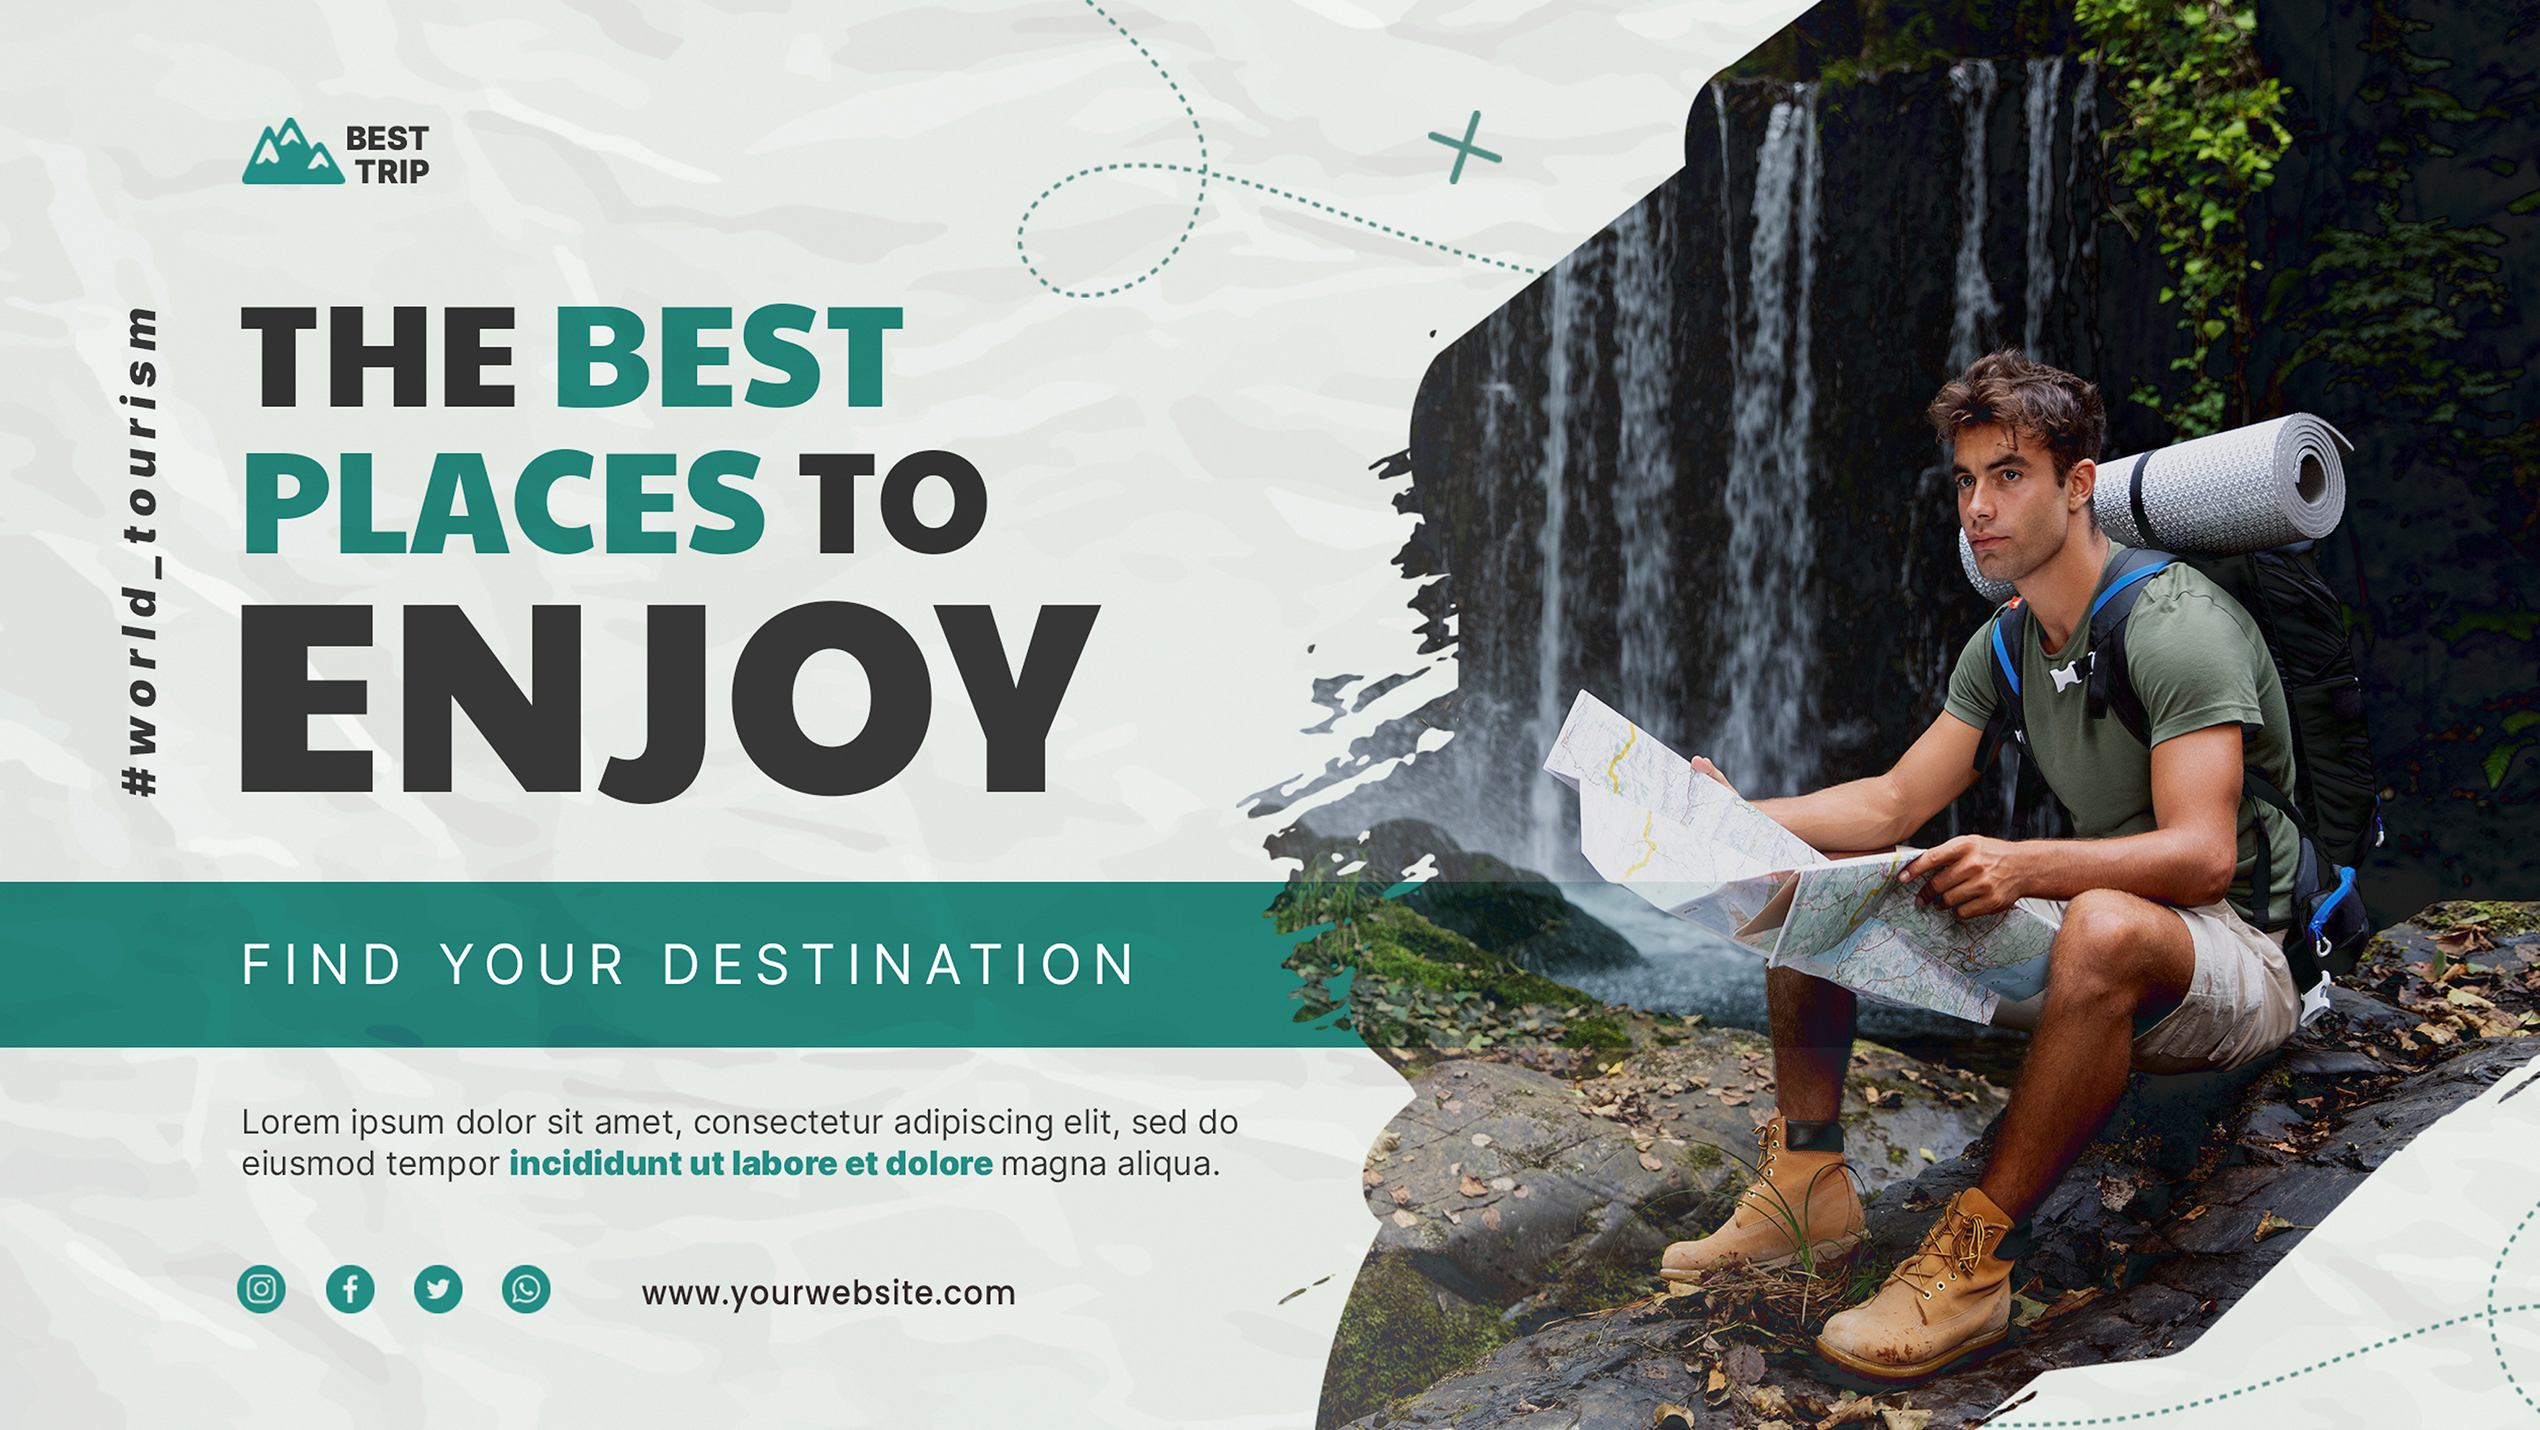 BEST
TRIP
#world_tourism
THE BEST
PLACES TO
ENJOY
FIND YOUR DESTINATION
Lorem ipsum dolor sit amet, consectetur adipiscing elit, sed do
eiusmod tempor incididunt ut labore et dolore magna aliqua.
www.yourwebsite.com